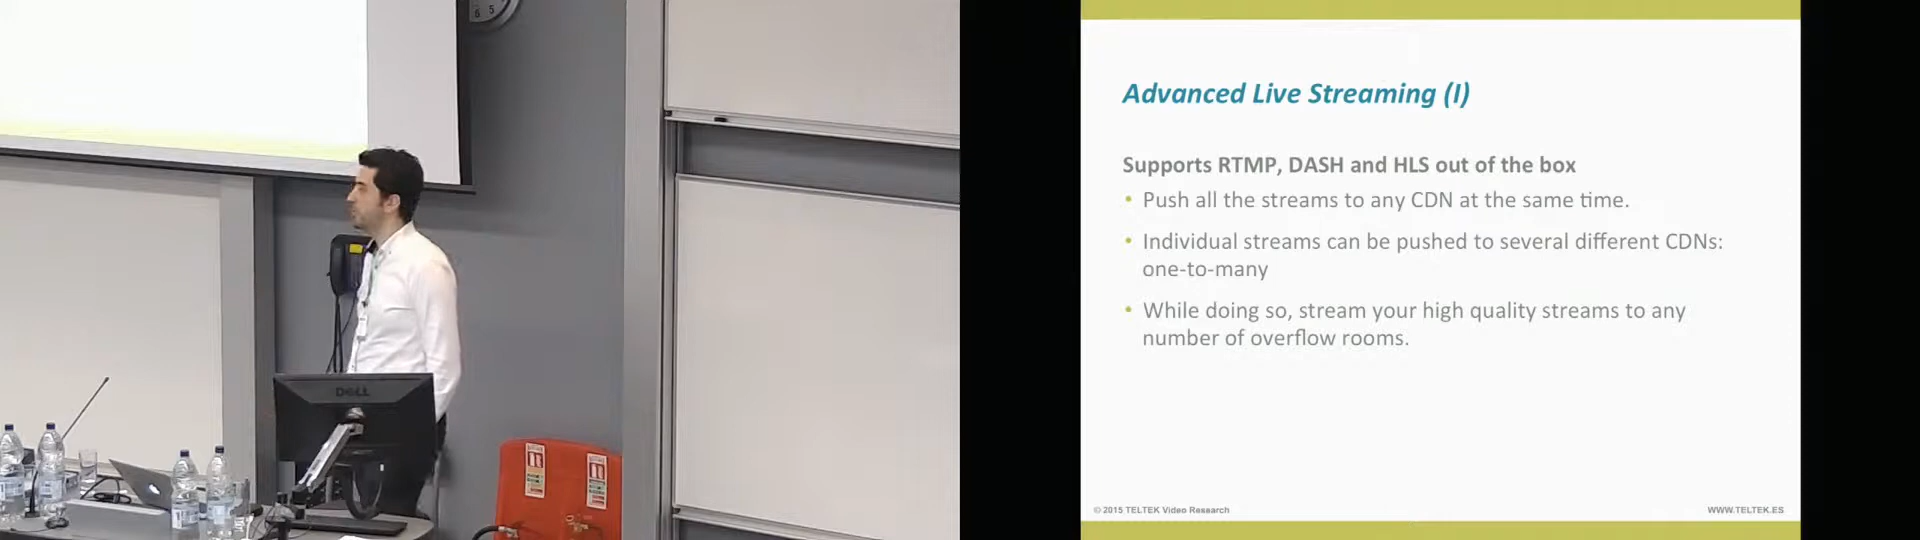 6 5
DELL
Advanced Live Streaming (I)
Supports RTMP, DASH and HLS out of the box
• Push all the streams to any CDN at the same time.
• Individual streams can be pushed to several different CDNs:
one-to-many
• While doing so, stream your high quality streams to any
number of overflow rooms.
© 2015 TELTEK Video Research
WWW.TELTEK.ES